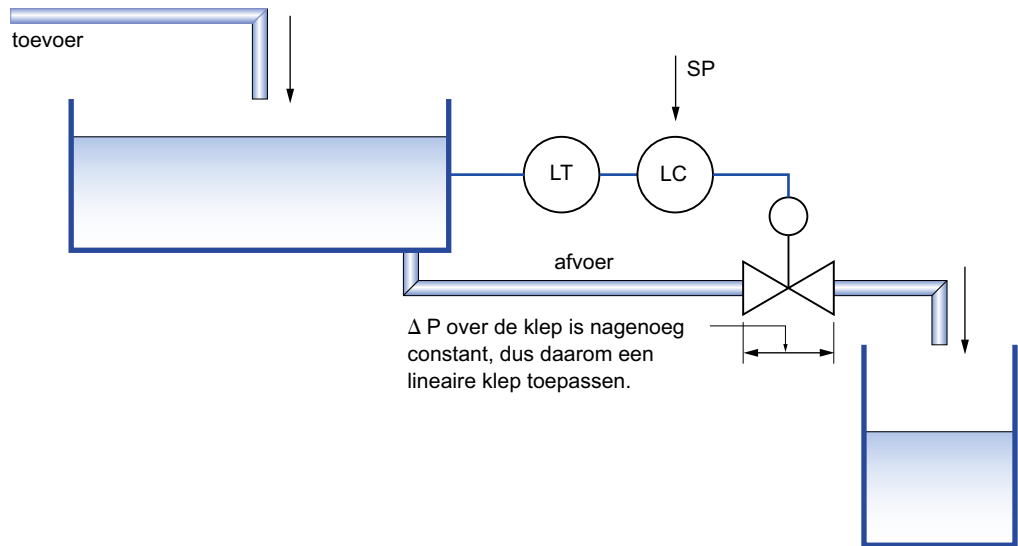 toevoer
SP
LT
LC
afvoer
Δ P over de klep is nagenoeg
constant, dus daarom een
lineaire klep toepassen.